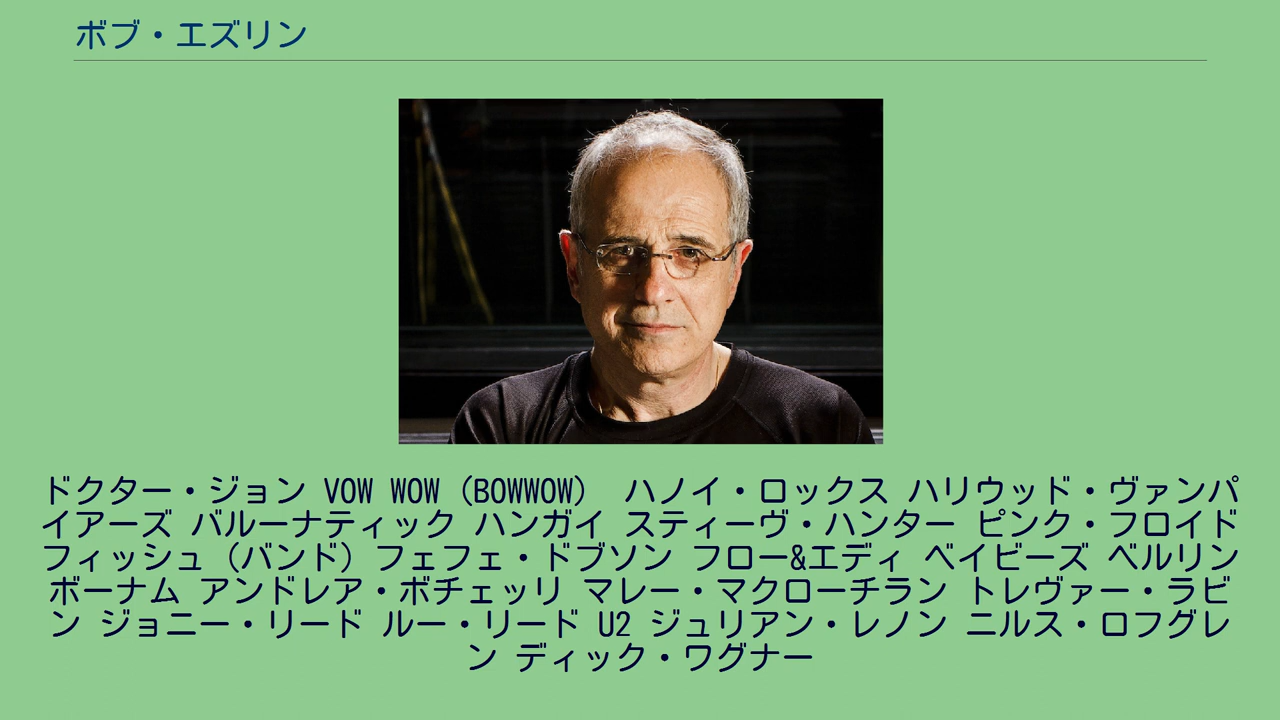 ボブ・エズリン
ドクター・ジョン VOW WOW (BOWWOW) ハノイ・ロックス ハリウッド・ヴァンパ
イアーズ バルーナティック ハンガイ スティーヴ・ハンター ピンク・フロイド
フィッシュ (バンド) フェフェ・ドブソン フロー&エディ ベイビーズ ベルリン
ボーナム アンドレア・ボチェッリ マレー・マクローチラン トレヴァー・ラビ
ン ジョニー・リード ルー・リード U2 ジュリアン・レノン ニルス・ロフグレ
ン ディック・ワグナー